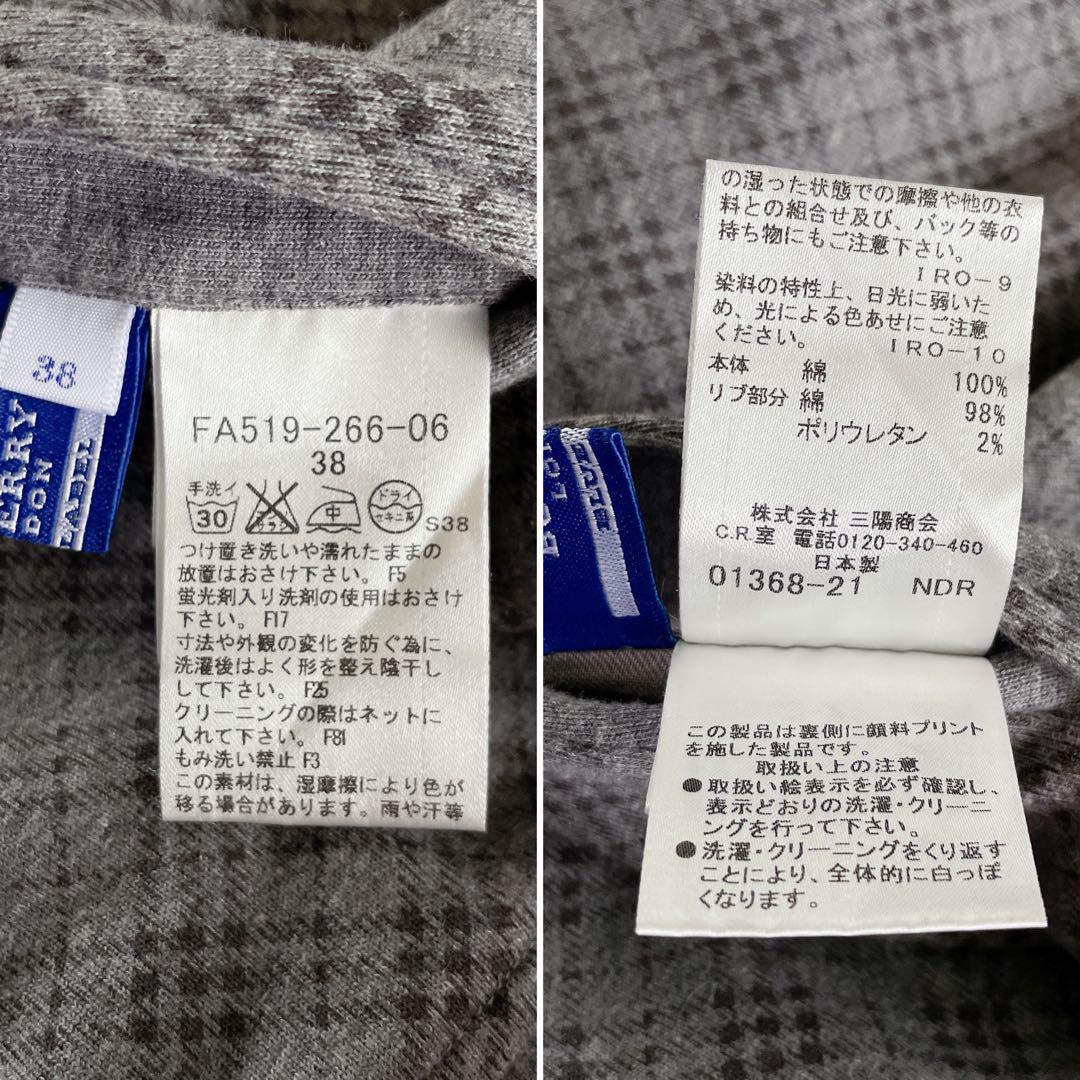 38
ERRY
DON
LABEL
FA519-266-06
38
手洗イ
30
中
ドライ
セキユ系
S38
つけ置き洗いや濡れたままの
放置はおさけ下さい。 F5
蛍光剤入り洗剤の使用はおさけ
下さい。 F17
寸法や外観の変化を防ぐ為に、
洗濯後はよく形を整え陰干し
して下さい。 F25
クリーニングの際はネットに
入れて下さい。 F81
もみ洗い禁止 F3
この素材は、湿摩擦により色が
移る場合があります。雨や汗等
の湿った状態での摩擦や他の衣
料との組合せ及び、バック等の
持ち物にもご注意下さい。
IRO-9
染料の特性上、日光に弱いた
め、光による色あせにご注意
ください。 IRO-10
本体 綿 100%
リブ部分 綿 98%
ポリウレタン 2%
株式会社 三陽商会
C.R.室 電話0120-340-460
日本製
01368-21 NDR
この製品は裏側に顔料プリント
を施した製品です。
取扱い上の注意
●取扱い絵表示を必ず確認し、
表示どおりの洗濯・クリーニ
ングを行って下さい。
●洗濯・クリーニングをくり返す
ことにより、全体的に白っぽ
くなります。